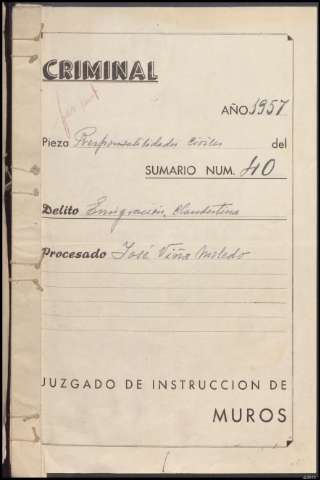 CRIMINAL
AÑO 1957
Pieza Responsabilidades Civiles del
SUMARIO NUM. 40
Delito Emigración Clandestina
Procesado José Viña Moledo
JUZGADO DE INSTRUCCION DE
MUROS